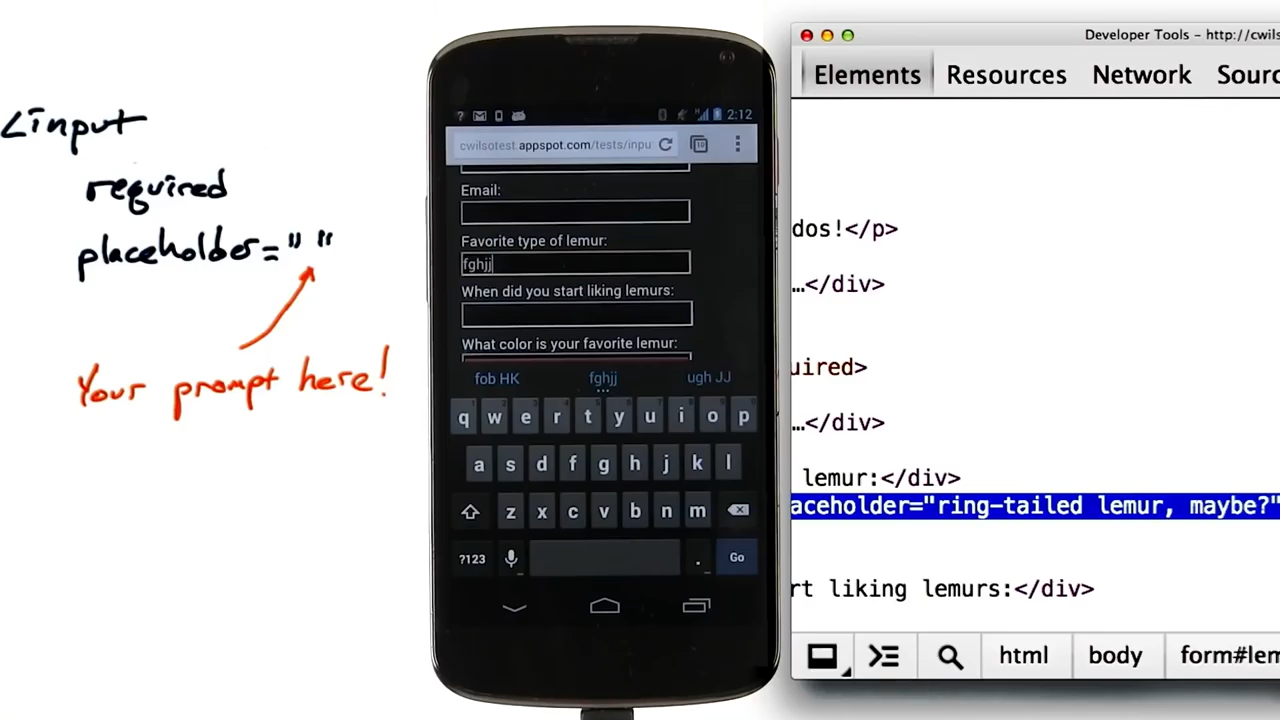 <input
required
placeholder=" "
Your prompt here!
2:12
cwilsotest.appspot.com/tests/inpu
Email:
Favorite type of lemur:
fghjj
When did you start liking lemurs:
What color is your favorite lemur:
fob HK fghjj ugh JJ
q w e r t y u i o p
a s d f g h j k l
z x c v b n m
?123 . Go
Developer Tools - http://cwils
Elements Resources Network Sourc
dos!</p>
…</div>
uired>
…</div>
lemur:</div>
aceholder="ring-tailed lemur, maybe?"
rt liking lemurs:</div>
html body form#lem